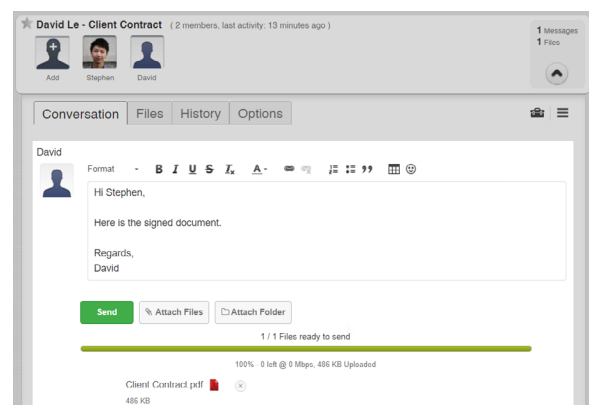 David Le - Client Contract ( 2 members, last activity: 13 minutes ago )
1 Messages
1 Files
Add Stephen David
Conversation Files History Options
David
Format B I U S Ix A
Hi Stephen,
Here is the signed document.
Regards,
David
Send Attach Files Attach Folder
1 / 1 Files ready to send
100% 0 left @ 0 Mbps, 486 KB Uploaded
Client Contract.pdf
486 KB